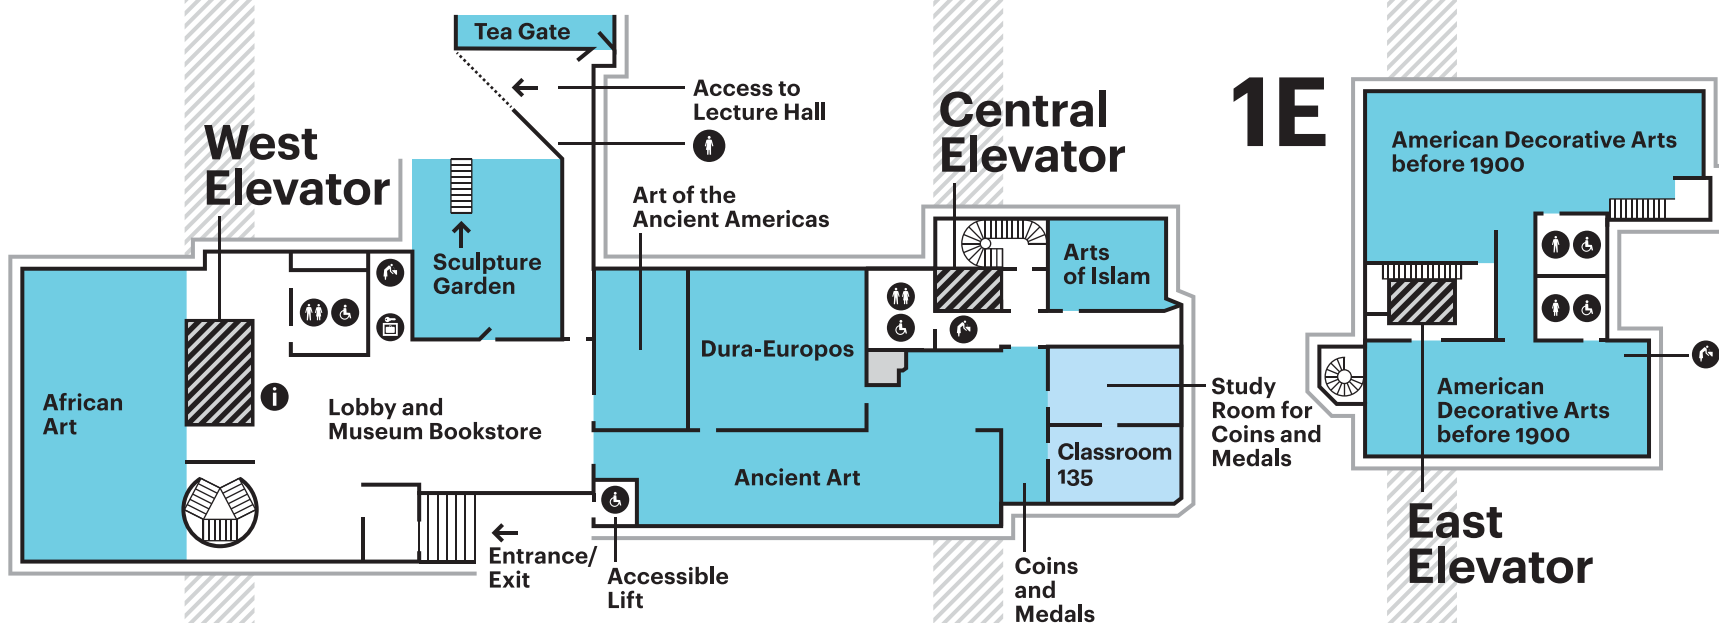 Tea Gate
Access to
Lecture Hall
West
Elevator
Central
Elevator
1E
American Decorative Arts
before 1900
Art of the
Ancient Americas
Sculpture
Garden
Arts
of Islam
Dura-Europos
African
Art
i
Lobby and
Museum Bookstore
Study
Room for
Coins and
Medals
American
Decorative Arts
before 1900
Classroom
135
Ancient Art
Entrance/
Exit
Accessible
Lift
Coins
and
Medals
East
Elevator